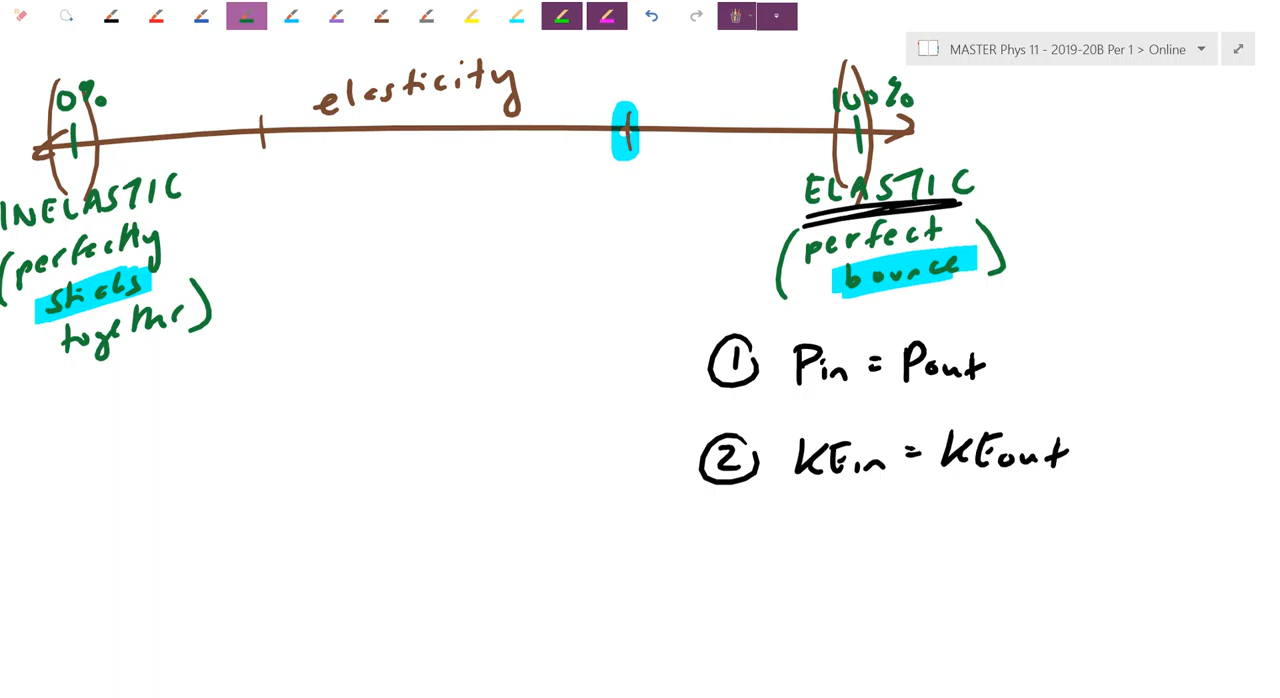 MASTER Phys 11 - 2019-20B Per 1 > Online
0%
elasticity
100%
INELASTIC
(perfectly
sticks
together)
ELASTIC
(perfect
bounce)
① Pin = Pout
② KEin = KEout